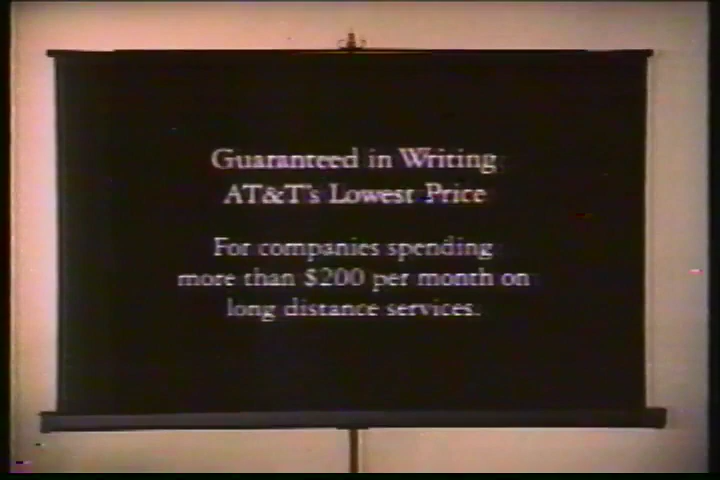 Guaranteed in Writing
AT&T's Lowest Price
For companies spending
more than $200 per month on
long distance services.